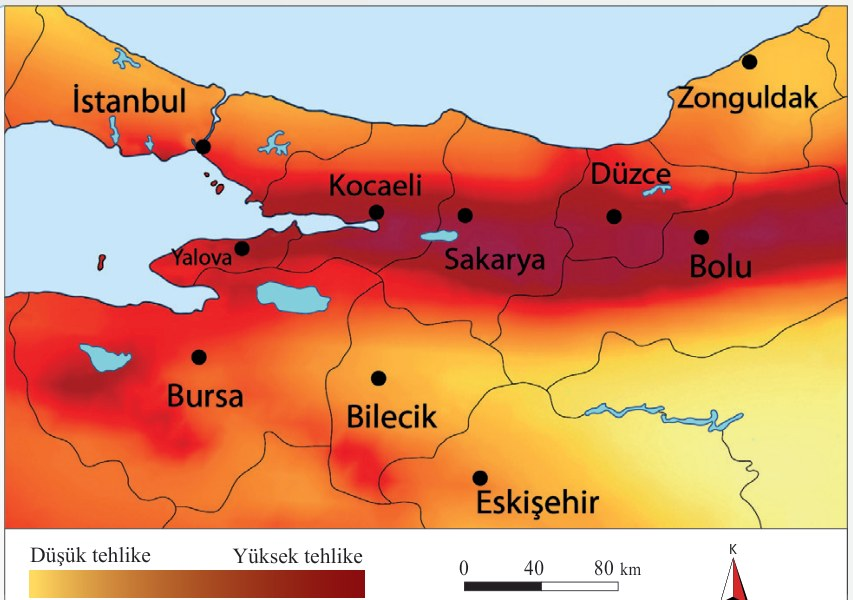 İstanbul
Zonguldak
Kocaeli
Düzce
Yalova
Sakarya
Bolu
Bursa
Bilecik
Eskişehir
Düşük tehlike
Yüksek tehlike
0 40 80 km
K